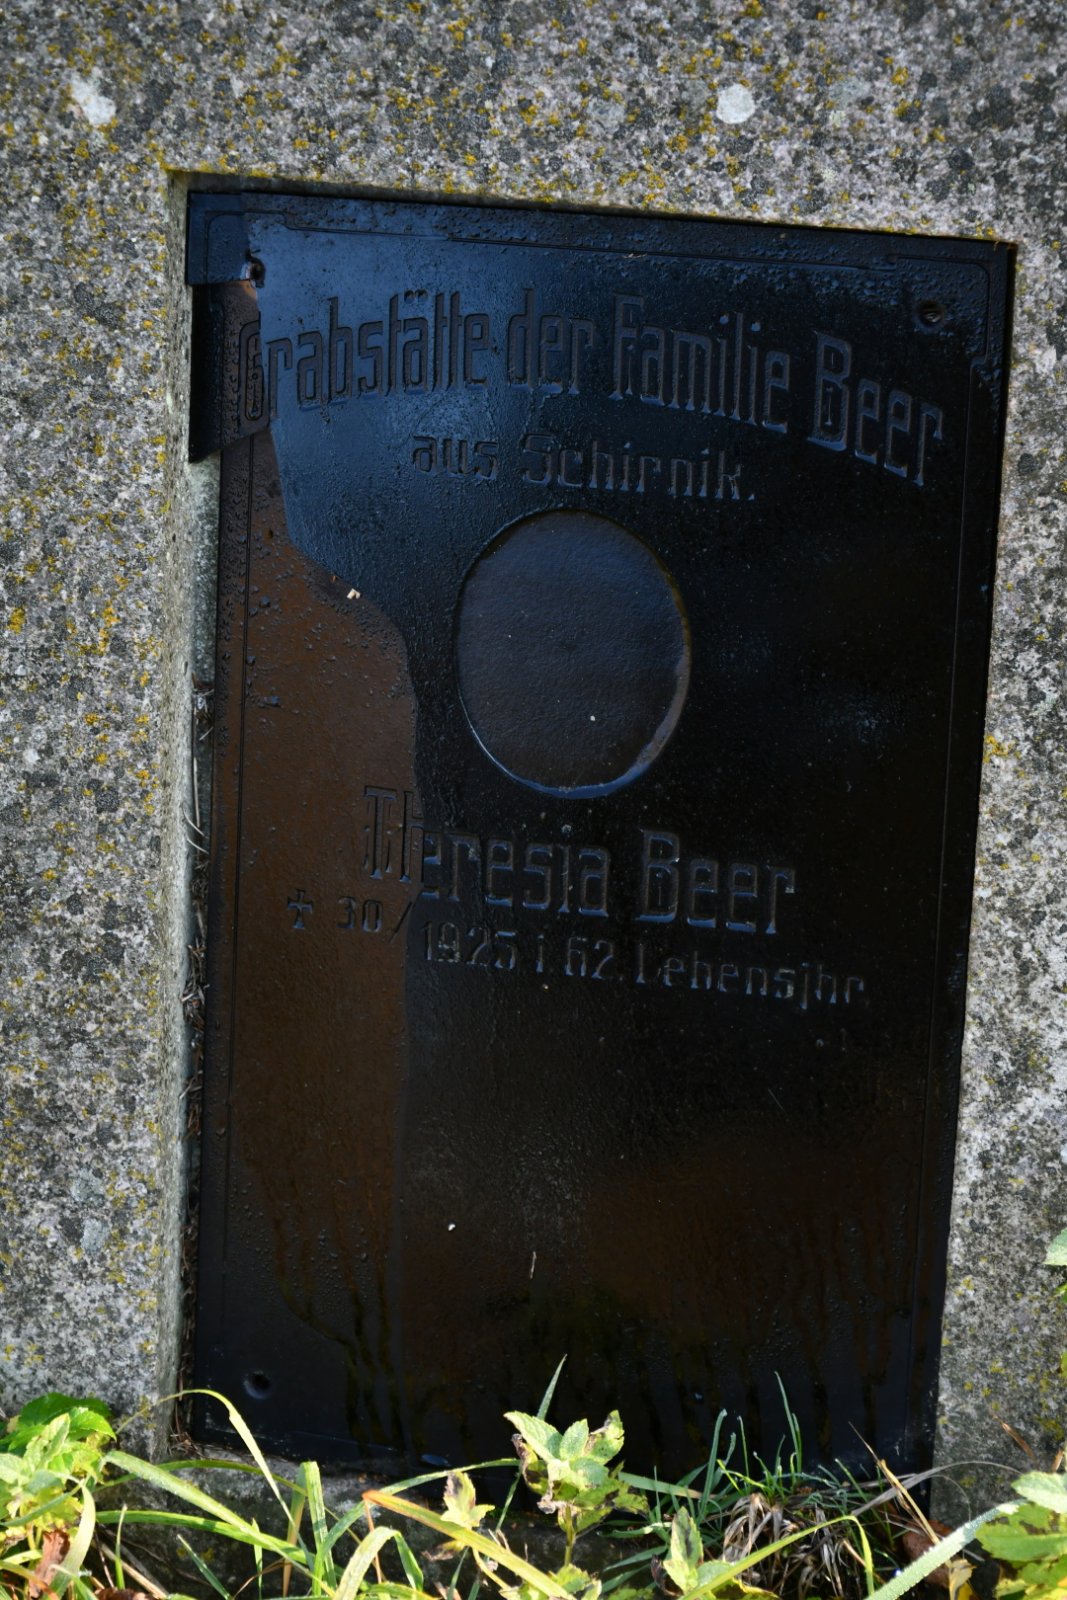 Grabstätte der Familie Beer
aus Schirnik.
Theresia Beer
✝ 30/ 1925 i. 62. Lebensjhr.